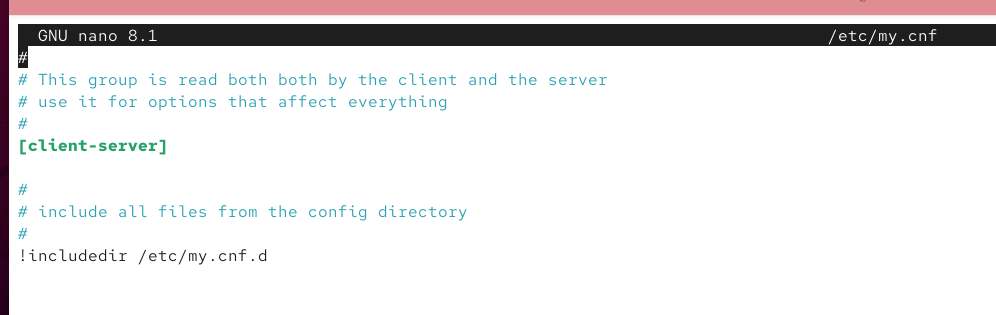 GNU nano 8.1 /etc/my.cnf
#
# This group is read both both by the client and the server
# use it for options that affect everything
#
[client-server]
#
# include all files from the config directory
#
!includedir /etc/my.cnf.d